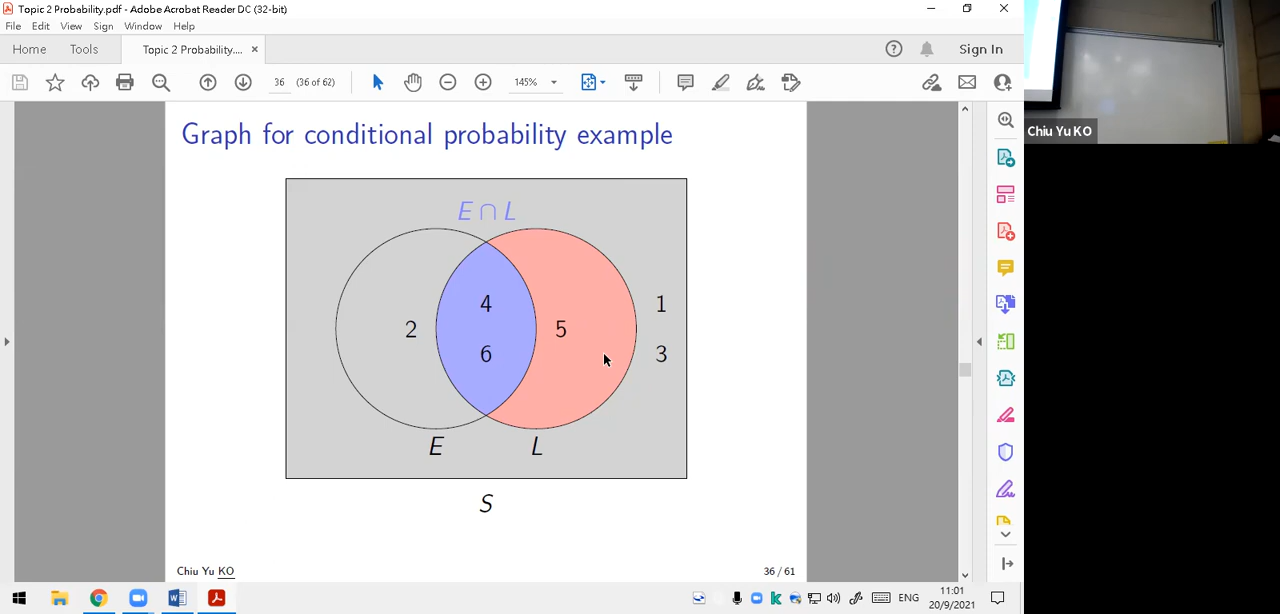 Topic 2 Probability.pdf - Adobe Acrobat Reader DC (32-bit)
File Edit View Sign Window Help
Home Tools Topic 2 Probability.... × Sign In
36 (36 of 62) 145%
Chiu Yu KO
Graph for conditional probability example
E ∩ L
4 1
2 5
6 3
E L
S
Chiu Yu KO 36 / 61
ENG 11:01
20/9/2021